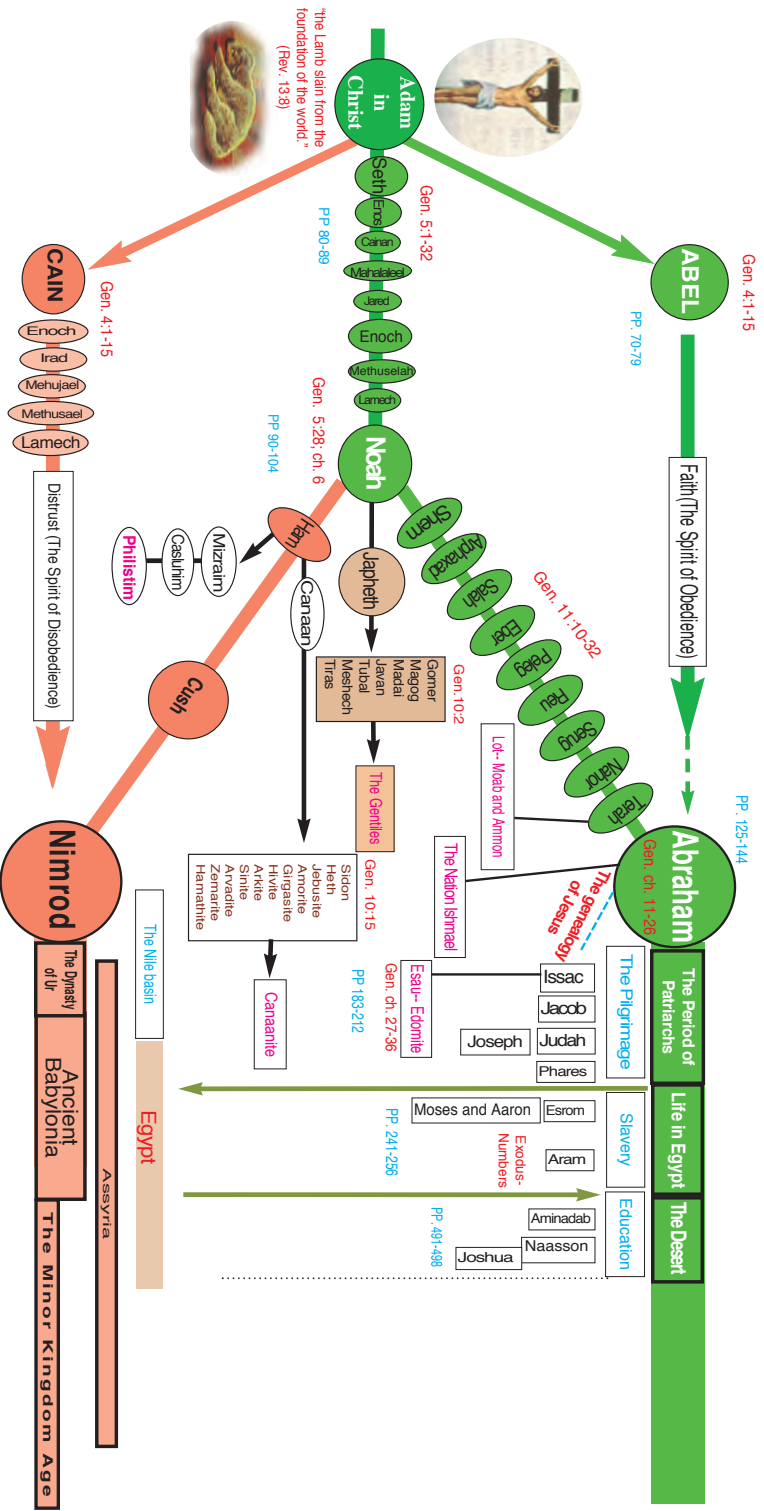 "the Lamb slain from the
foundation of the world."
(Rev. 13:8)
Adam
in
Christ
Gen. 4:1-15
ABEL
PP. 70-79
Faith(The Spirit of Obedience)
Gen. 5:1-32
Seth
Enos
Cainan
Mahalaleel
Jared
Enoch
Methuselah
Lamech
PP 80-89
Gen. 4:1-15
CAIN
Enoch
Irad
Mehujael
Methusael
Lamech
Distrust (The Spirit of Disobedience)
Noah
Gen. 5:28; ch. 6
PP 90-104
Shem
Arphaxad
Salah
Eber
Peleg
Reu
Serug
Nahor
Terah
Gen. 11:10-32
Japheth
Gen.10:2
Gomer
Magog
Madai
Javan
Tubal
Meshech
Tiras
The Gentiles
Ham
Canaan
Mizraim
Casluhim
Philistim
Cush
Gen. 10:15
Sidon
Heth
Jebusite
Amorite
Girgasite
Hivite
Arkite
Sinite
Arvadite
Zemarite
Hamathite
Canaanite
Lot-- Moab and Ammon
The Nation Ishmael
PP. 125-144
Abraham
Gen. ch. 11-26
The genealogy
of Jesus
The Period of
Patriarchs
Life in Egypt
The Desert
The Pilgrimage
Slavery
Education
Issac
Jacob
Judah
Joseph
Phares
Esau-- Edomite
Gen. ch. 27-36
PP 183-212
Esrom
Moses and Aaron
Aram
Exodus-
Numbers
PP. 241-256
Aminadab
Naasson
Joshua
PP. 491-498
The Nile basin
Egypt
Nimrod
Assyria
The Dynasty
of Ur
Ancient
Babylonia
The Minor Kingdom Age